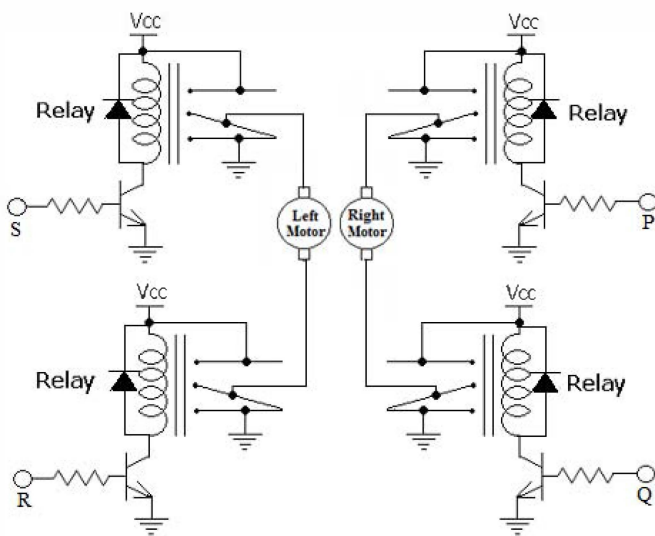 Vcc
Vcc
Relay
Relay
S
Left
Motor
Right
Motor
P
Vcc
Vcc
Relay
Relay
R
Q